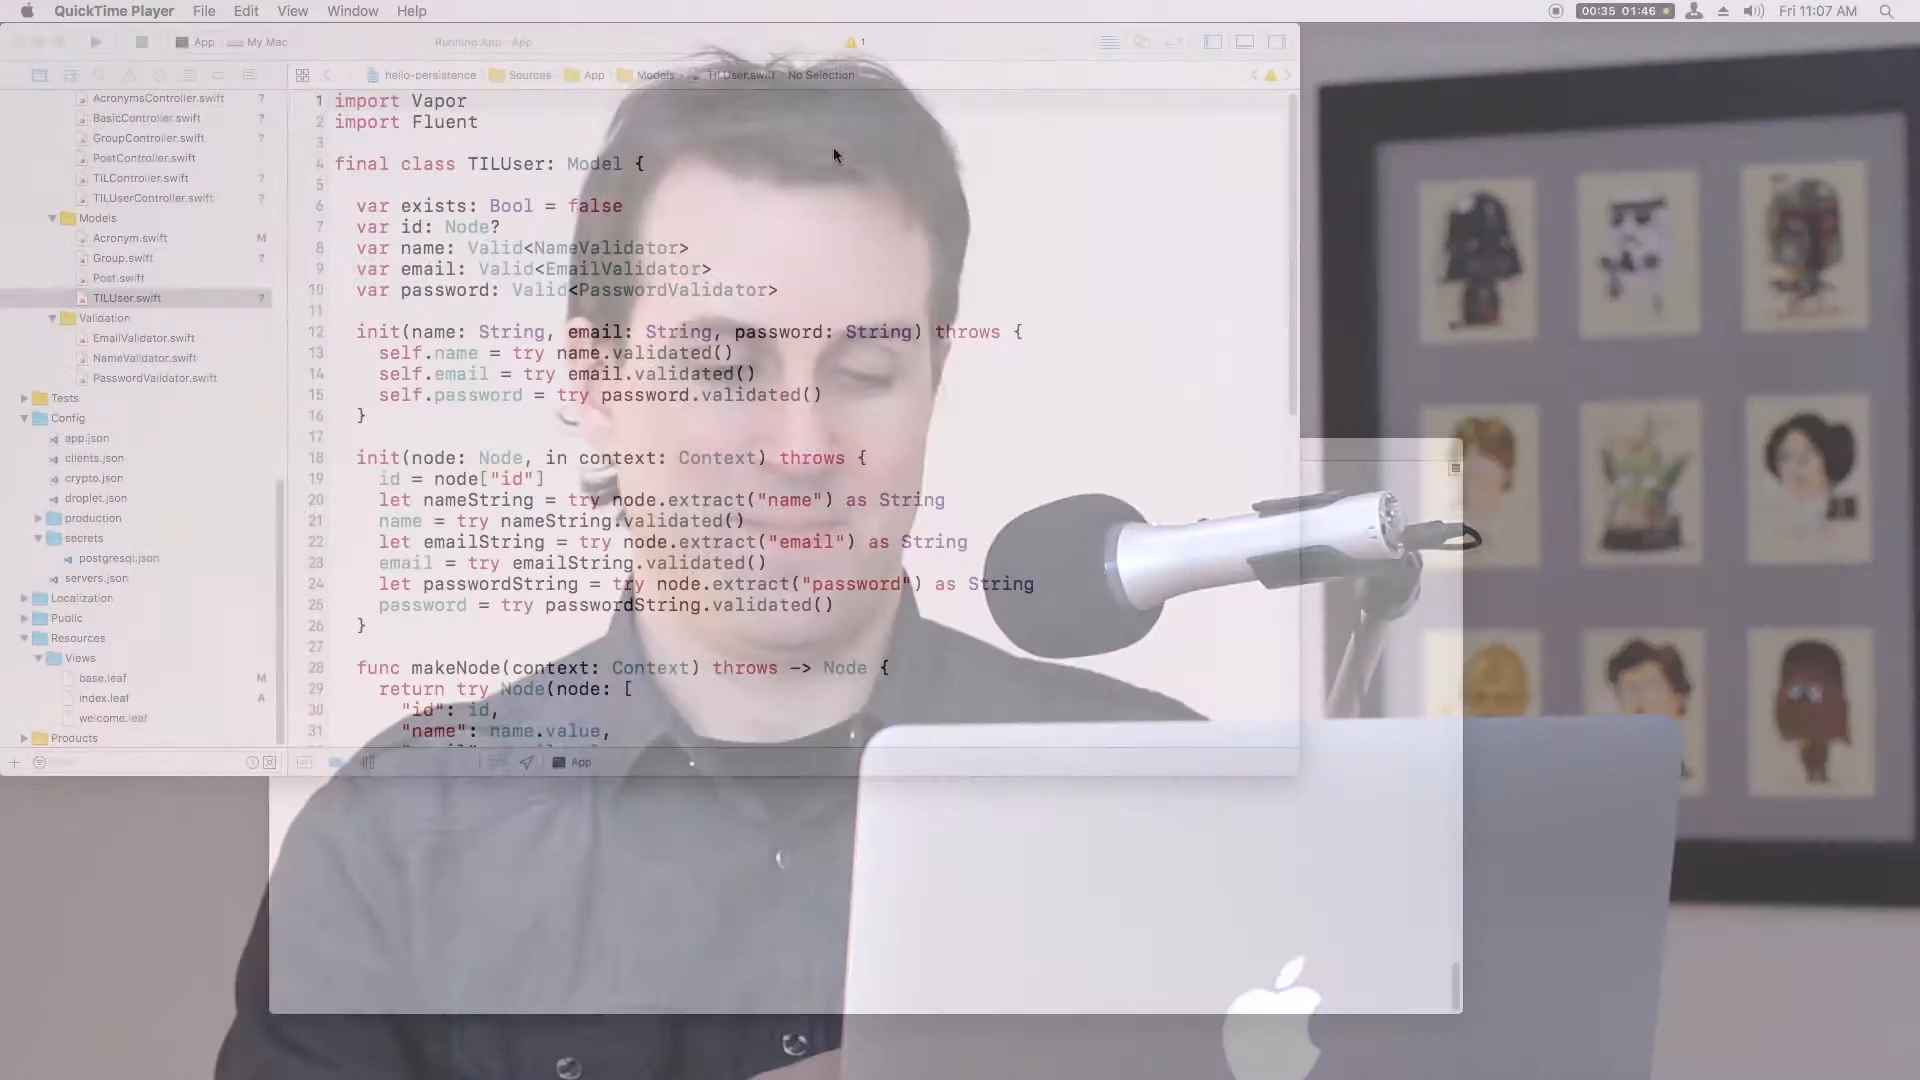 QuickTime Player File Edit View Window Help 00:35 01:46 Fri 11:07 AM
App My Mac Running App : App 1
hello-persistence Sources App Models TILUser.swift No Selection
AcronymsController.swift ?
BasicController.swift ?
GroupController.swift ?
PostController.swift
TILController.swift ?
TILUserController.swift ?
Models
Acronym.swift M
Group.swift ?
Post.swift
TILUser.swift ?
Validation
EmailValidator.swift
NameValidator.swift
PasswordValidator.swift
Tests
Config
app.json
clients.json
crypto.json
droplet.json
production
secrets
postgresql.json
servers.json
Localization
Public
Resources
Views
base.leaf M
index.leaf A
welcome.leaf
Products
1 import Vapor
2 import Fluent
3
4 final class TILUser: Model {
5
6 var exists: Bool = false
7 var id: Node?
8 var name: Valid<NameValidator>
9 var email: Valid<EmailValidator>
10 var password: Valid<PasswordValidator>
11
12 init(name: String, email: String, password: String) throws {
13 self.name = try name.validated()
14 self.email = try email.validated()
15 self.password = try password.validated()
16 }
17
18 init(node: Node, in context: Context) throws {
19 id = node["id"]
20 let nameString = try node.extract("name") as String
21 name = try nameString.validated()
22 let emailString = try node.extract("email") as String
23 email = try emailString.validated()
24 let passwordString = try node.extract("password") as String
25 password = try passwordString.validated()
26 }
27
28 func makeNode(context: Context) throws -> Node {
29 return try Node(node: [
30 "id": id,
31 "name": name.value,
App